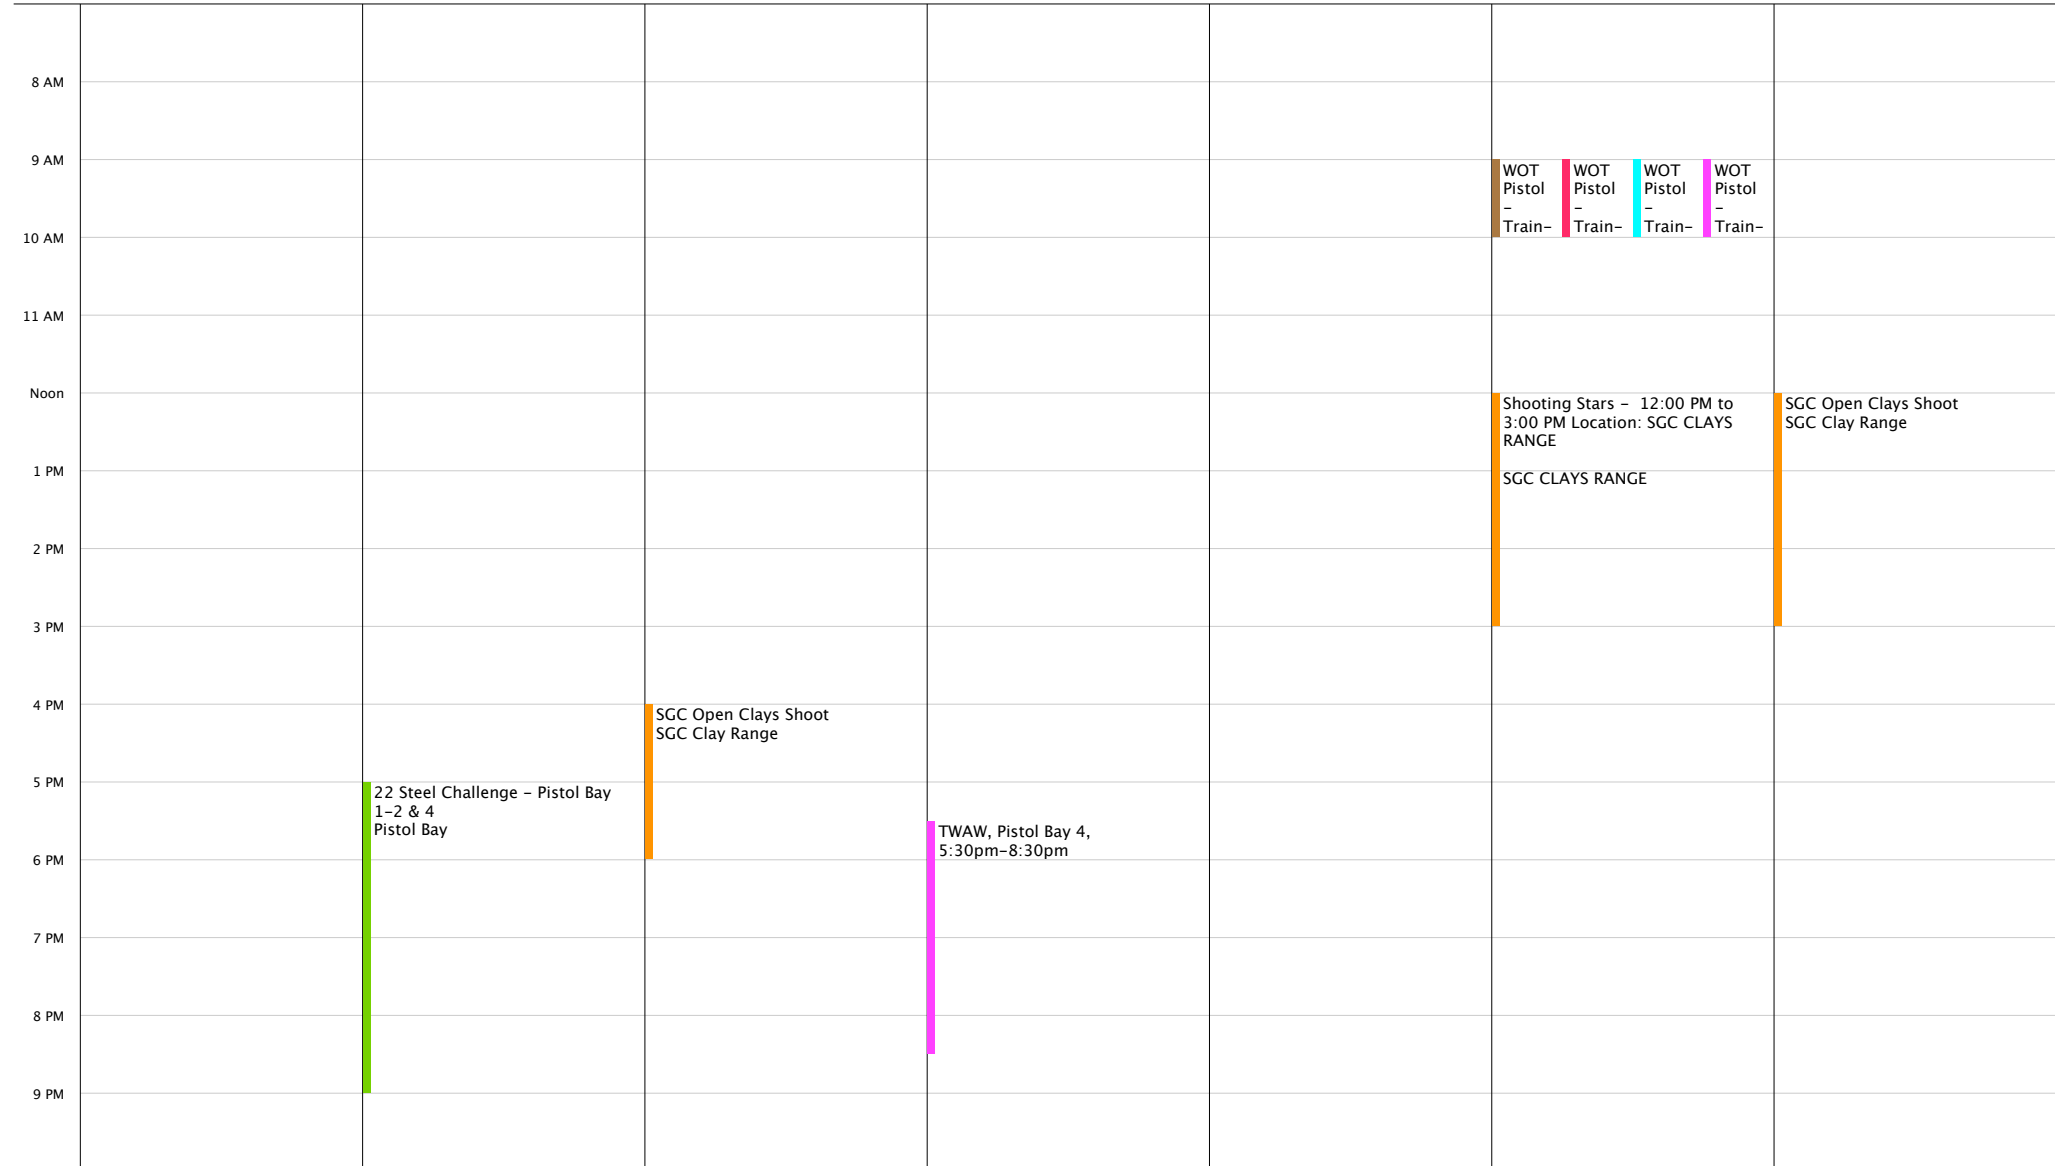 8 AM
9 AM
WOT
Pistol
–
Train–
WOT
Pistol
–
Train–
WOT
Pistol
–
Train–
WOT
Pistol
–
Train–
10 AM
11 AM
Noon
Shooting Stars –  12:00 PM to
3:00 PM Location: SGC CLAYS
RANGE
SGC CLAYS RANGE
SGC Open Clays Shoot
SGC Clay Range
1 PM
2 PM
3 PM
4 PM
SGC Open Clays Shoot
SGC Clay Range
5 PM
22 Steel Challenge – Pistol Bay
1–2 & 4
Pistol Bay
TWAW, Pistol Bay 4,
5:30pm–8:30pm
6 PM
7 PM
8 PM
9 PM